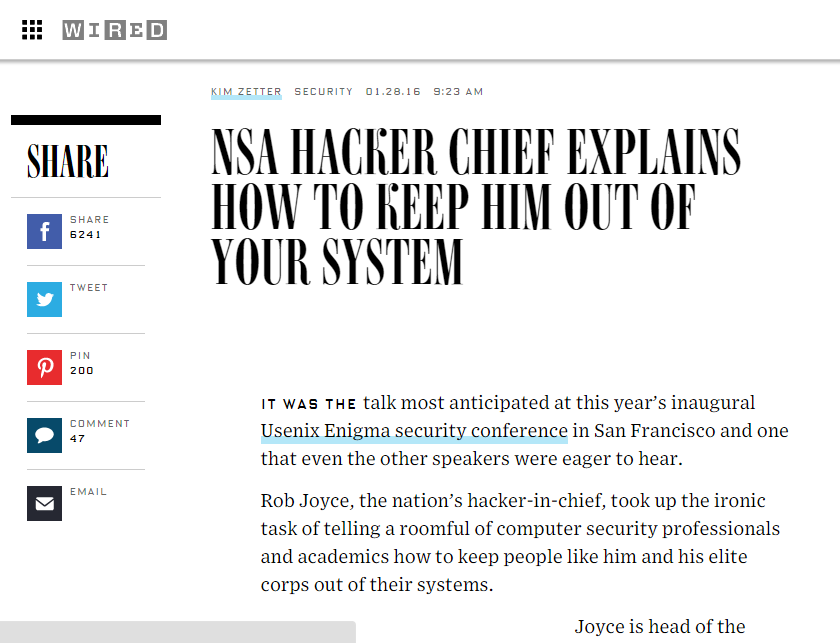 WIRED
KIM ZETTER SECURITY 01.28.16 9:23 AM
SHARE
SHARE
6241
TWEET
PIN
200
COMMENT
47
EMAIL
NSA HACKER CHIEF EXPLAINS
HOW TO KEEP HIM OUT OF
YOUR SYSTEM
IT WAS THE talk most anticipated at this year’s inaugural
Usenix Enigma security conference in San Francisco and one
that even the other speakers were eager to hear.
Rob Joyce, the nation’s hacker-in-chief, took up the ironic
task of telling a roomful of computer security professionals
and academics how to keep people like him and his elite
corps out of their systems.
Joyce is head of the